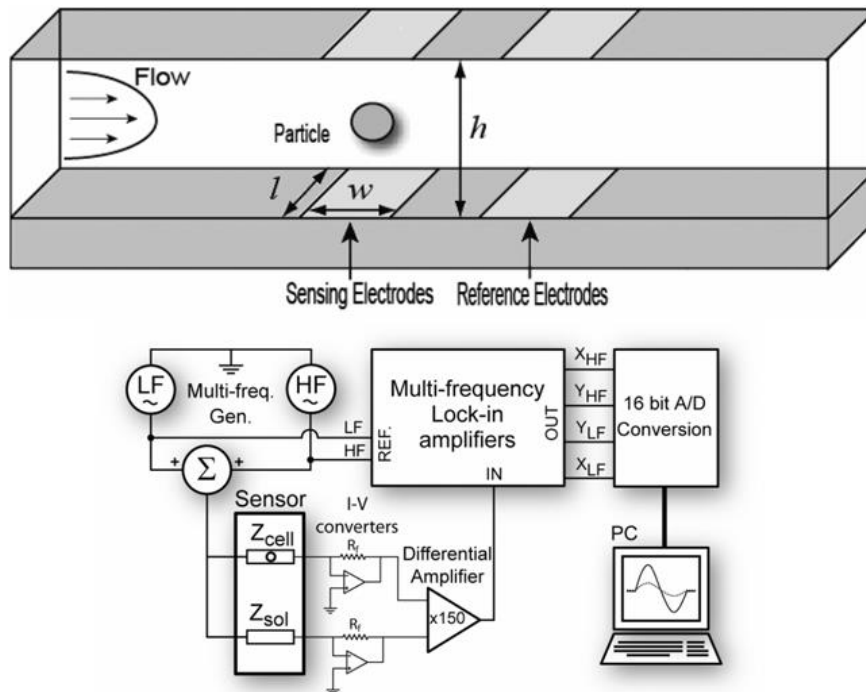 Flow
Particle
h
l
w
Sensing Electrodes
Reference Electrodes
LF
~
Multi-freq.
Gen.
HF
~
LF
HF
REF.
Multi-frequency
Lock-in
amplifiers
OUT
IN
X_HF
Y_HF
Y_LF
X_LF
16 bit A/D
Conversion
+
Σ
+
Sensor
Z_cell
Z_sol
I-V
converters
R_f
R_f
Differential
Amplifier
x150
PC